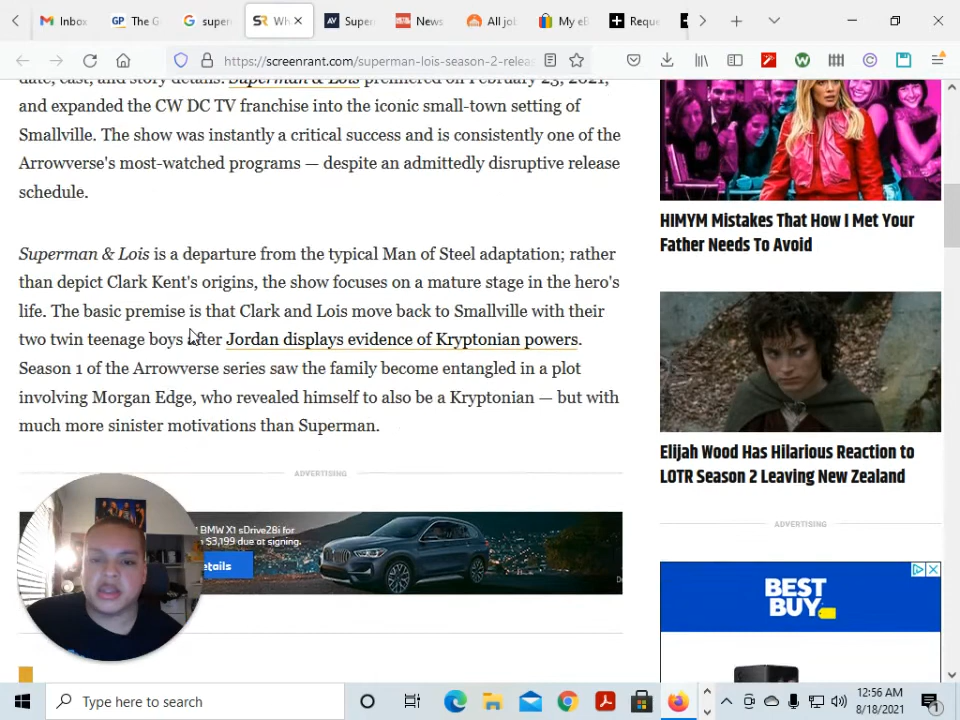 Inbox
GP The G
G super
SR Wh
AV Super
News
All jo
My eB
Reque
https://screenrant.com/superman-lois-season-2-relea
date, cast, and story details. Superman & Lois premiered on February 23, 2021,
and expanded the CW DC TV franchise into the iconic small-town setting of
Smallville. The show was instantly a critical success and is consistently one of the
Arrowverse's most-watched programs — despite an admittedly disruptive release
schedule.
Superman & Lois is a departure from the typical Man of Steel adaptation; rather
than depict Clark Kent's origins, the show focuses on a mature stage in the hero's
life. The basic premise is that Clark and Lois move back to Smallville with their
two twin teenage boys after Jordan displays evidence of Kryptonian powers.
Season 1 of the Arrowverse series saw the family become entangled in a plot
involving Morgan Edge, who revealed himself to also be a Kryptonian — but with
much more sinister motivations than Superman.
ADVERTISING
BMW X1 sDrive28i for
$3,199 due at signing.
etails
HIMYM Mistakes That How I Met Your
Father Needs To Avoid
Elijah Wood Has Hilarious Reaction to
LOTR Season 2 Leaving New Zealand
ADVERTISING
BEST
BUY
Type here to search
12:56 AM
8/18/2021